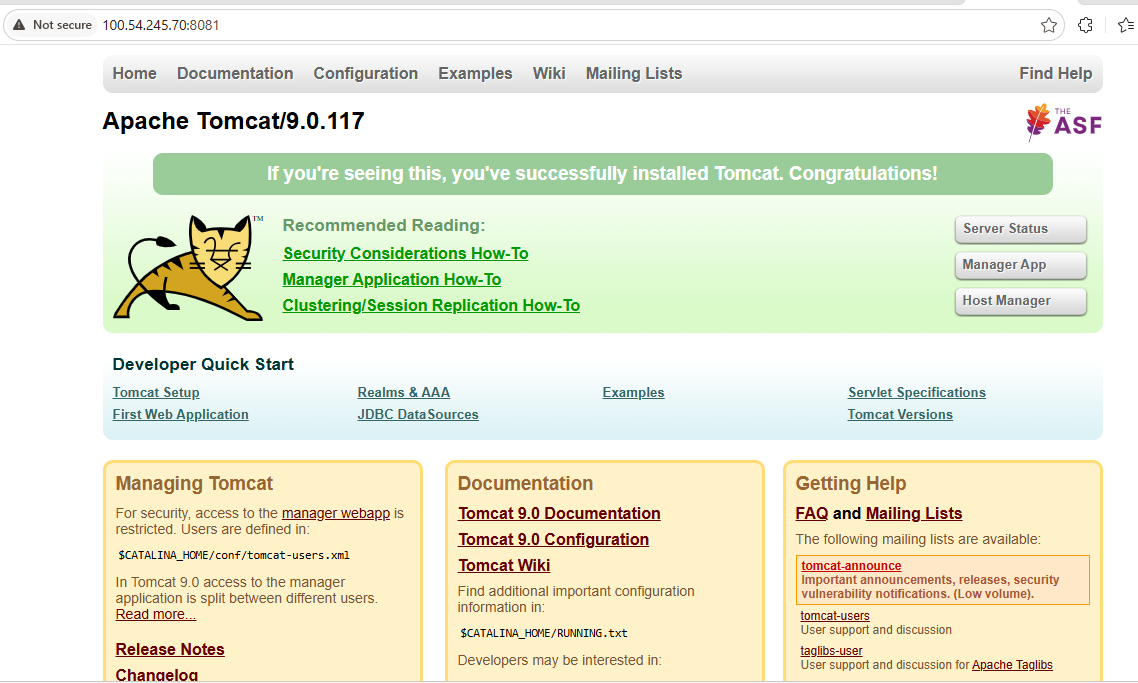 Not secure 100.54.245.70:8081
Home Documentation Configuration Examples Wiki Mailing Lists Find Help
Apache Tomcat/9.0.117
THE
ASF
If you're seeing this, you've successfully installed Tomcat. Congratulations!
TM
Recommended Reading:
Security Considerations How-To
Manager Application How-To
Clustering/Session Replication How-To
Server Status
Manager App
Host Manager
Developer Quick Start
Tomcat Setup
First Web Application
Realms & AAA
JDBC DataSources
Examples
Servlet Specifications
Tomcat Versions
Managing Tomcat
For security, access to the manager webapp is
restricted. Users are defined in:
$CATALINA_HOME/conf/tomcat-users.xml
In Tomcat 9.0 access to the manager
application is split between different users.
Read more...
Release Notes
Changelog
Documentation
Tomcat 9.0 Documentation
Tomcat 9.0 Configuration
Tomcat Wiki
Find additional important configuration
information in:
$CATALINA_HOME/RUNNING.txt
Developers may be interested in:
Getting Help
FAQ and Mailing Lists
The following mailing lists are available:
tomcat-announce
Important announcements, releases, security
vulnerability notifications. (Low volume).
tomcat-users
User support and discussion
taglibs-user
User support and discussion for Apache Taglibs